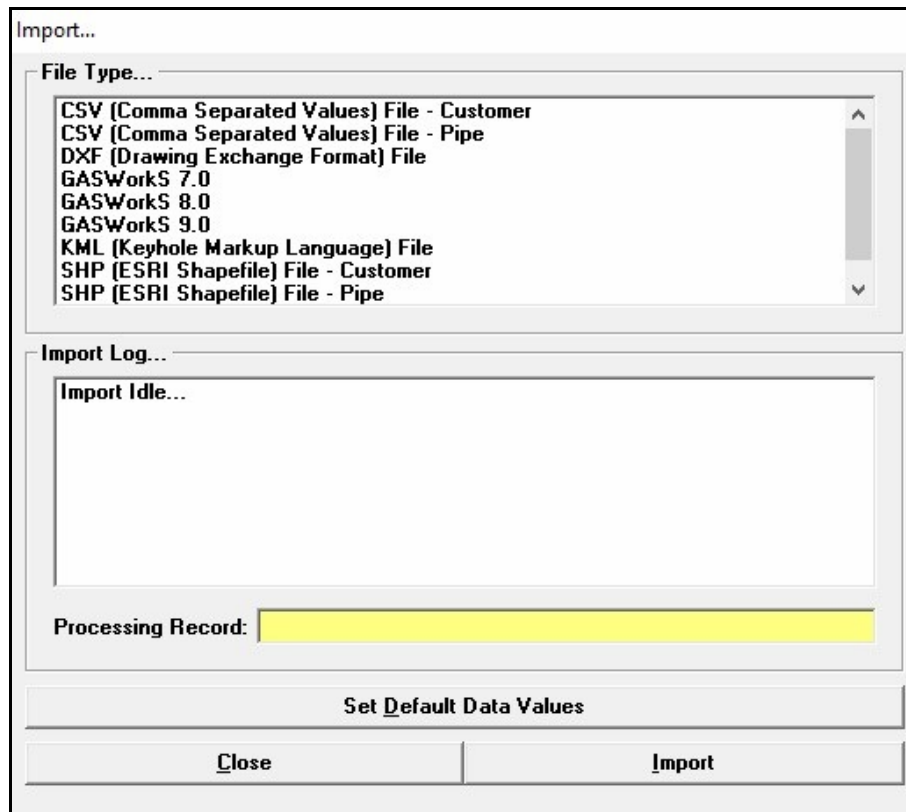 Import...
File Type...
CSV (Comma Separated Values) File - Customer
CSV (Comma Separated Values) File - Pipe
DXF (Drawing Exchange Format) File
GASWorkS 7.0
GASWorkS 8.0
GASWorkS 9.0
KML (Keyhole Markup Language) File
SHP (ESRI Shapefile) File - Customer
SHP (ESRI Shapefile) File - Pipe
Import Log...
Import Idle...
Processing Record:
Set Default Data Values
Close Import